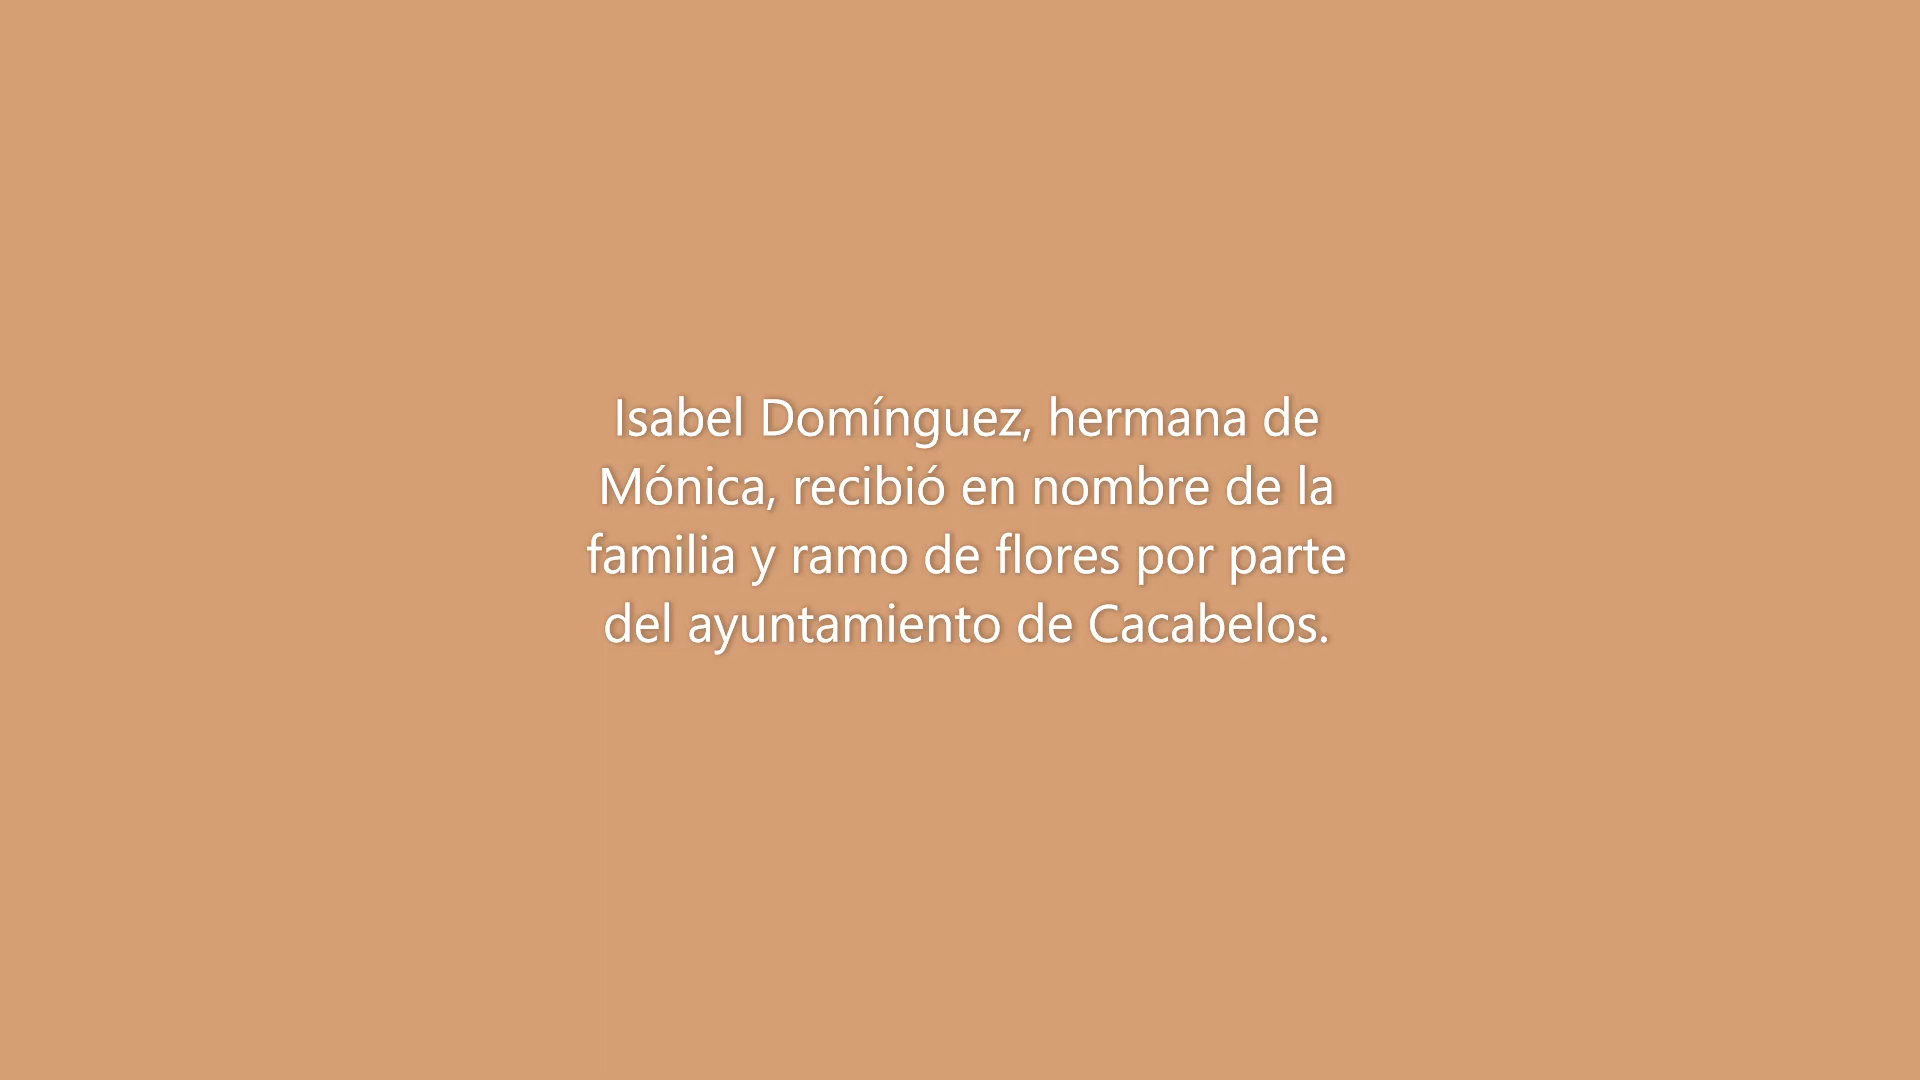 Isabel Domínguez, hermana de
Mónica, recibió en nombre de la
familia y ramo de flores por parte
del ayuntamiento de Cacabelos.